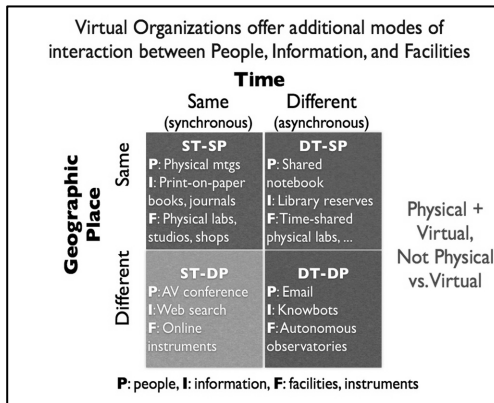 Virtual Organizations offer additional modes of
interaction between People, Information, and Facilities
Time
Same
(synchronous)
Different
(asynchronous)
Geographic
Place
Same
ST-SP
P: Physical mtgs
I: Print-on-paper
books, journals
F: Physical labs,
studios, shops
DT-SP
P: Shared
notebook
I: Library reserves
F: Time-shared
physical labs, ...
Different
ST-DP
P: AV conference
I: Web search
F: Online
instruments
DT-DP
P: Email
I: Knowbots
F: Autonomous
observatories
Physical +
Virtual,
Not Physical
vs. Virtual
P: people, I: information, F: facilities, instruments